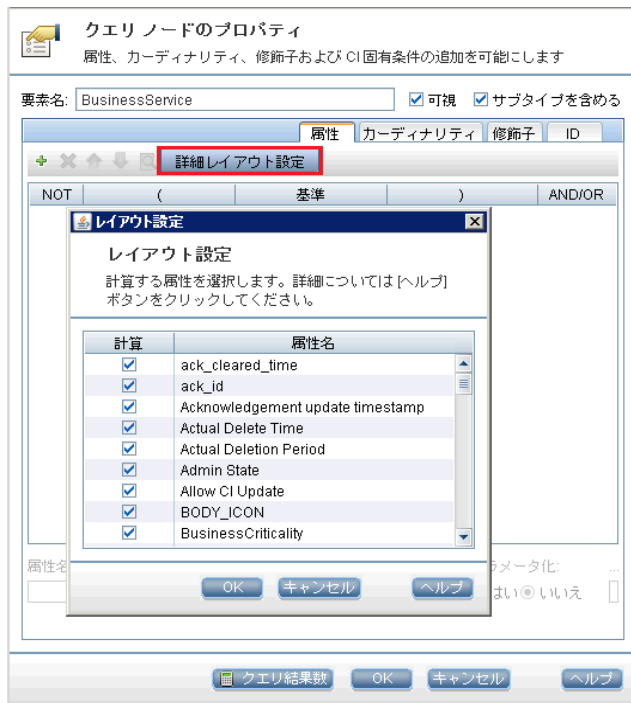 クエリ ノードのプロパティ
属性、カーディナリティ、修飾子および CI 固有条件の追加を可能にします
要素名: BusinessService 可視 サブタイプを含める
属性 カーディナリティ 修飾子 ID
詳細レイアウト設定
NOT ( 基準 ) AND/OR
レイアウト設定
レイアウト設定
計算する属性を選択します。詳細については [ヘルプ]
ボタンをクリックしてください。
計算 属性名
ack_cleared_time
ack_id
Acknowledgement update timestamp
Actual Delete Time
Actual Deletion Period
Admin State
Allow CI Update
BODY_ICON
BusinessCriticality
属性名 ラメータ化: ...
OK キャンセル ヘルプ はい いいえ
クエリ結果数 OK キャンセル ヘルプ